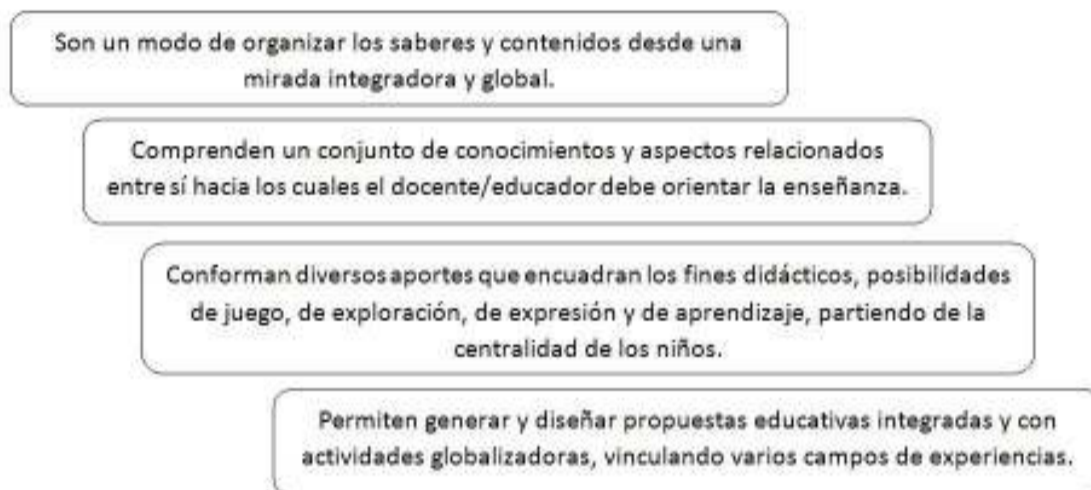 Son un modo de organizar los saberes y contenidos desde una
mirada integradora y global.
Comprenden un conjunto de conocimientos y aspectos relacionados
entre sí hacia los cuales el docente/educador debe orientar la enseñanza.
Conforman diversos aportes que encuadran los fines didácticos, posibilidades
de juego, de exploración, de expresión y de aprendizaje, partiendo de la
centralidad de los niños.
Permiten generar y diseñar propuestas educativas integradas y con
actividades globalizadoras, vinculando varios campos de experiencias.